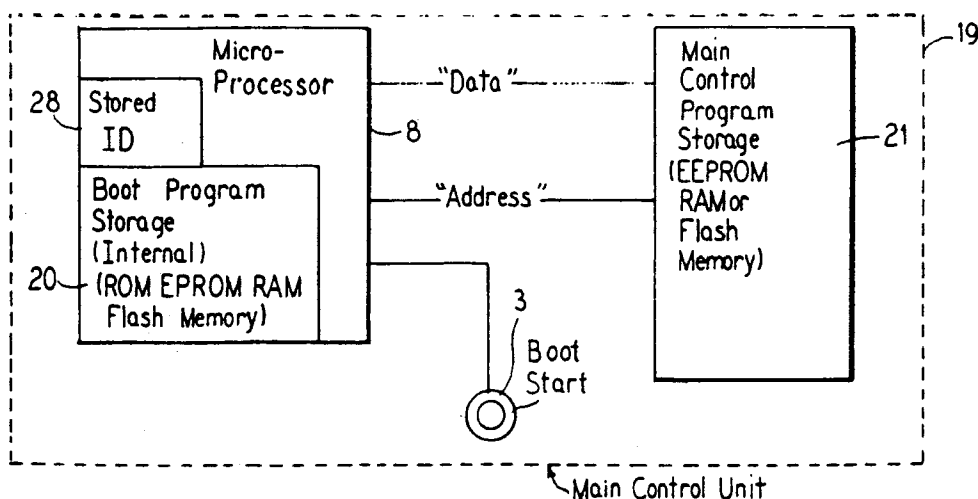 Micro-
Processor
Stored
ID
28
Boot Program
Storage
(Internal)
(ROM EPROM RAM
Flash Memory)
20
8
"Data"
"Address"
3
Boot
Start
Main
Control
Program
Storage
(EEPROM
RAM or
Flash
Memory)
21
19
Main Control Unit